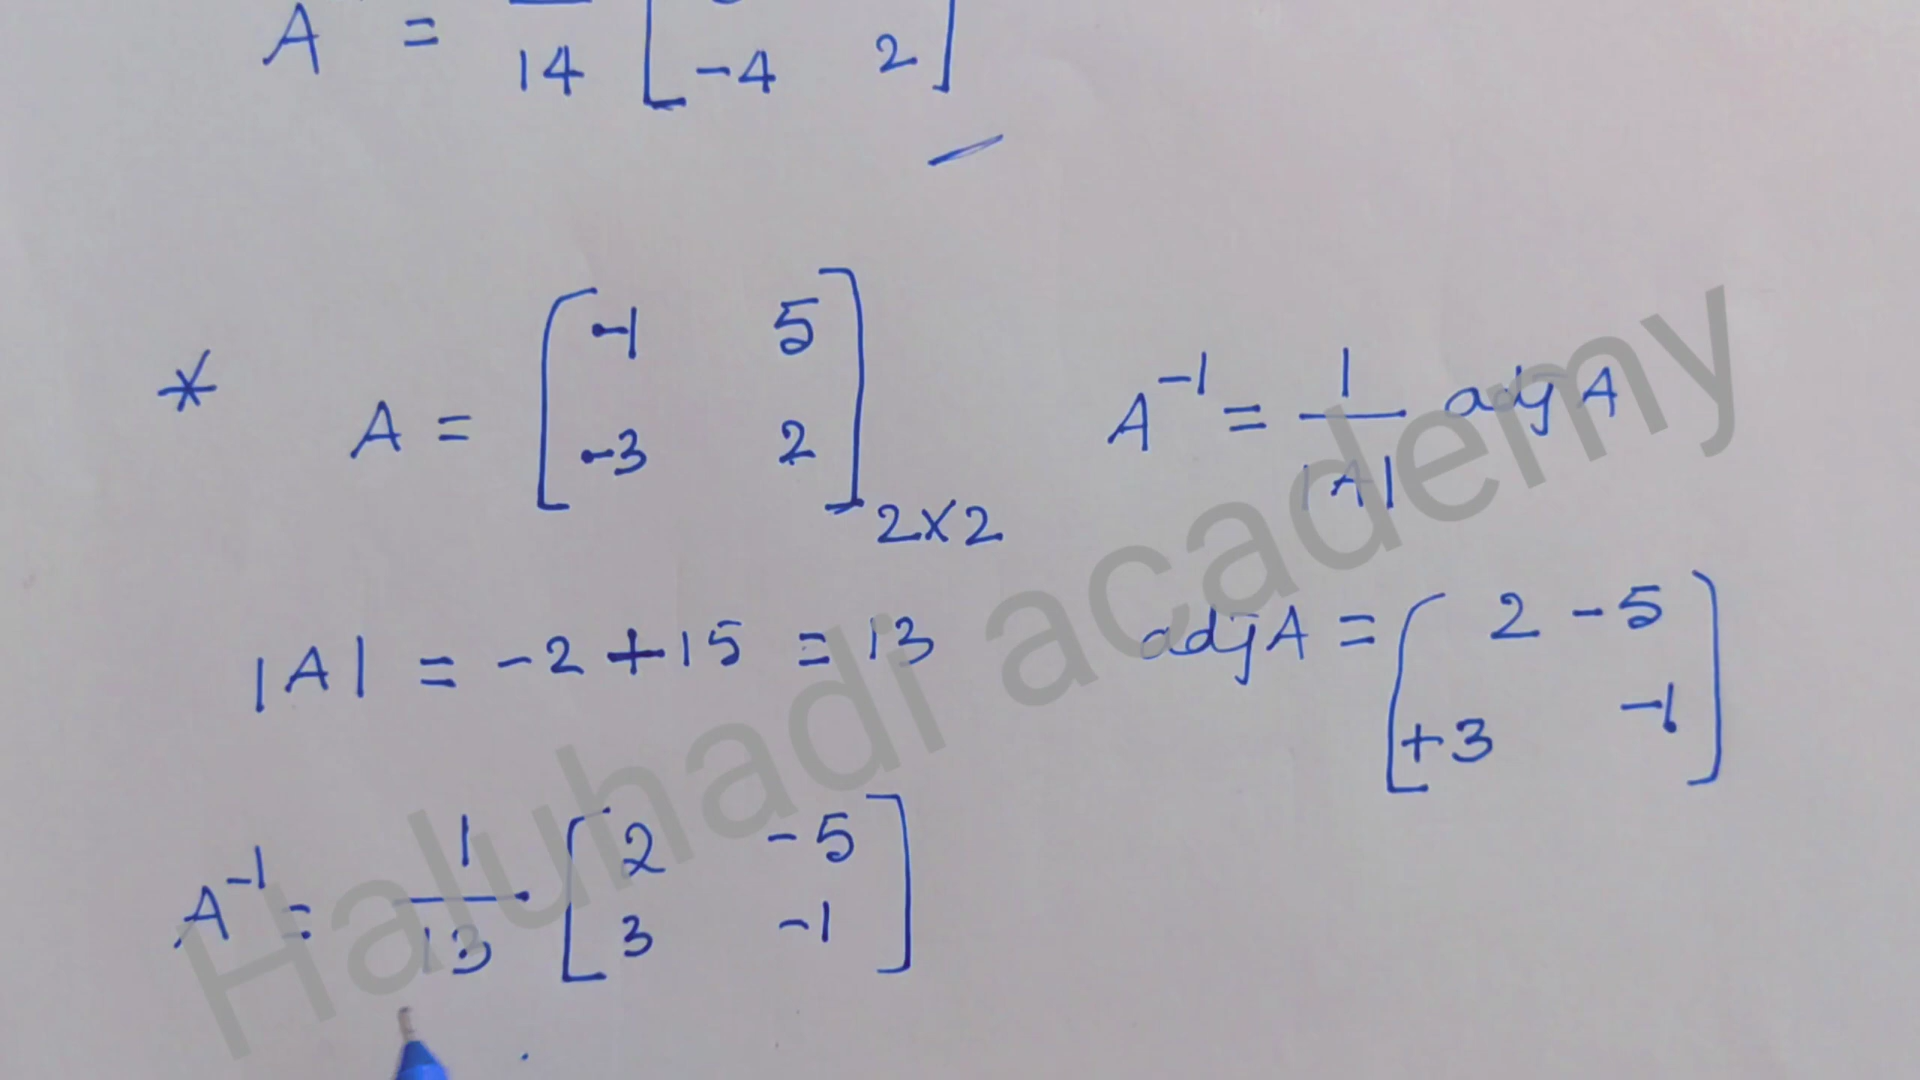 A = 14 [ -4 2 ]
* A = [ -1 5 -3 2 ] 2×2
A⁻¹ = 1/|A| adj A
|A| = -2 + 15 = 13
adj A = [ 2 -5 +3 -1 ]
A⁻¹ = 1/13 [ 2 -5 3 -1 ]
Haluhadi academy